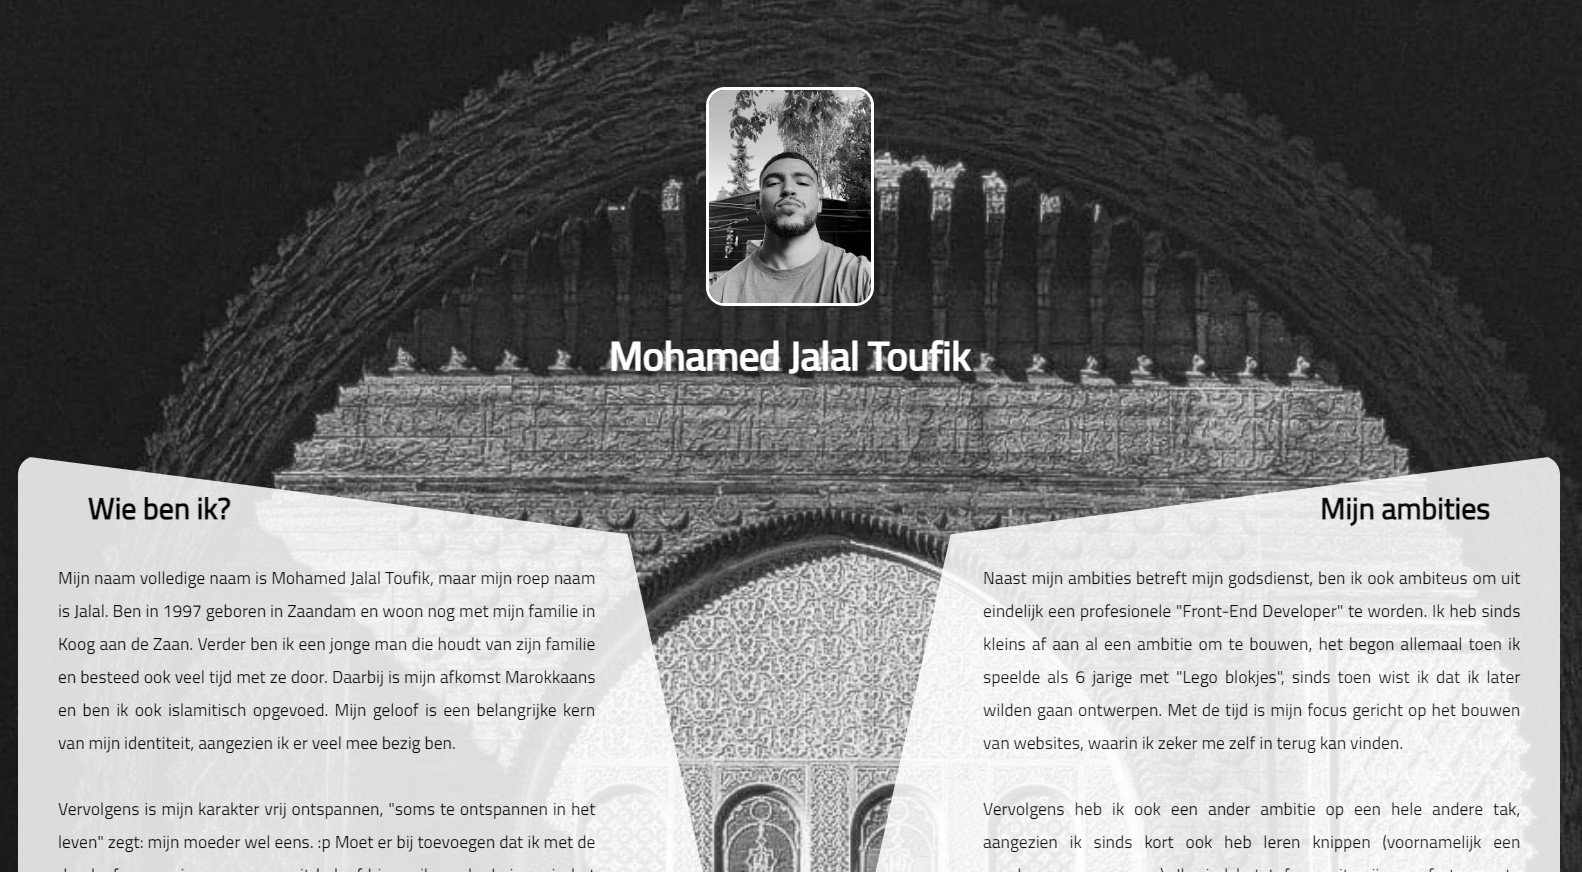 Mohamed Jalal Toufik
Wie ben ik?
Mijn naam volledige naam is Mohamed Jalal Toufik, maar mijn roep naam
is Jalal. Ben in 1997 geboren in Zaandam en woon nog met mijn familie in
Koog aan de Zaan. Verder ben ik een jonge man die houdt van zijn familie
en besteed ook veel tijd met ze door. Daarbij is mijn afkomst Marokkaans
en ben ik ook islamitisch opgevoed. Mijn geloof is een belangrijke kern
van mijn identiteit, aangezien ik er veel mee bezig ben.
Vervolgens is mijn karakter vrij ontspannen, "soms te ontspannen in het
leven" zegt: mijn moeder wel eens. :p Moet er bij toevoegen dat ik met de
Mijn ambities
Naast mijn ambities betreft mijn godsdienst, ben ik ook ambiteus om uit
eindelijk een profesionele "Front-End Developer" te worden. Ik heb sinds
kleins af aan al een ambitie om te bouwen, het begon allemaal toen ik
speelde als 6 jarige met "Lego blokjes", sinds toen wist ik dat ik later
wilden gaan ontwerpen. Met de tijd is mijn focus gericht op het bouwen
van websites, waarin ik zeker me zelf in terug kan vinden.
Vervolgens heb ik ook een ander ambitie op een hele andere tak,
aangezien ik sinds kort ook heb leren knippen (voornamelijk een